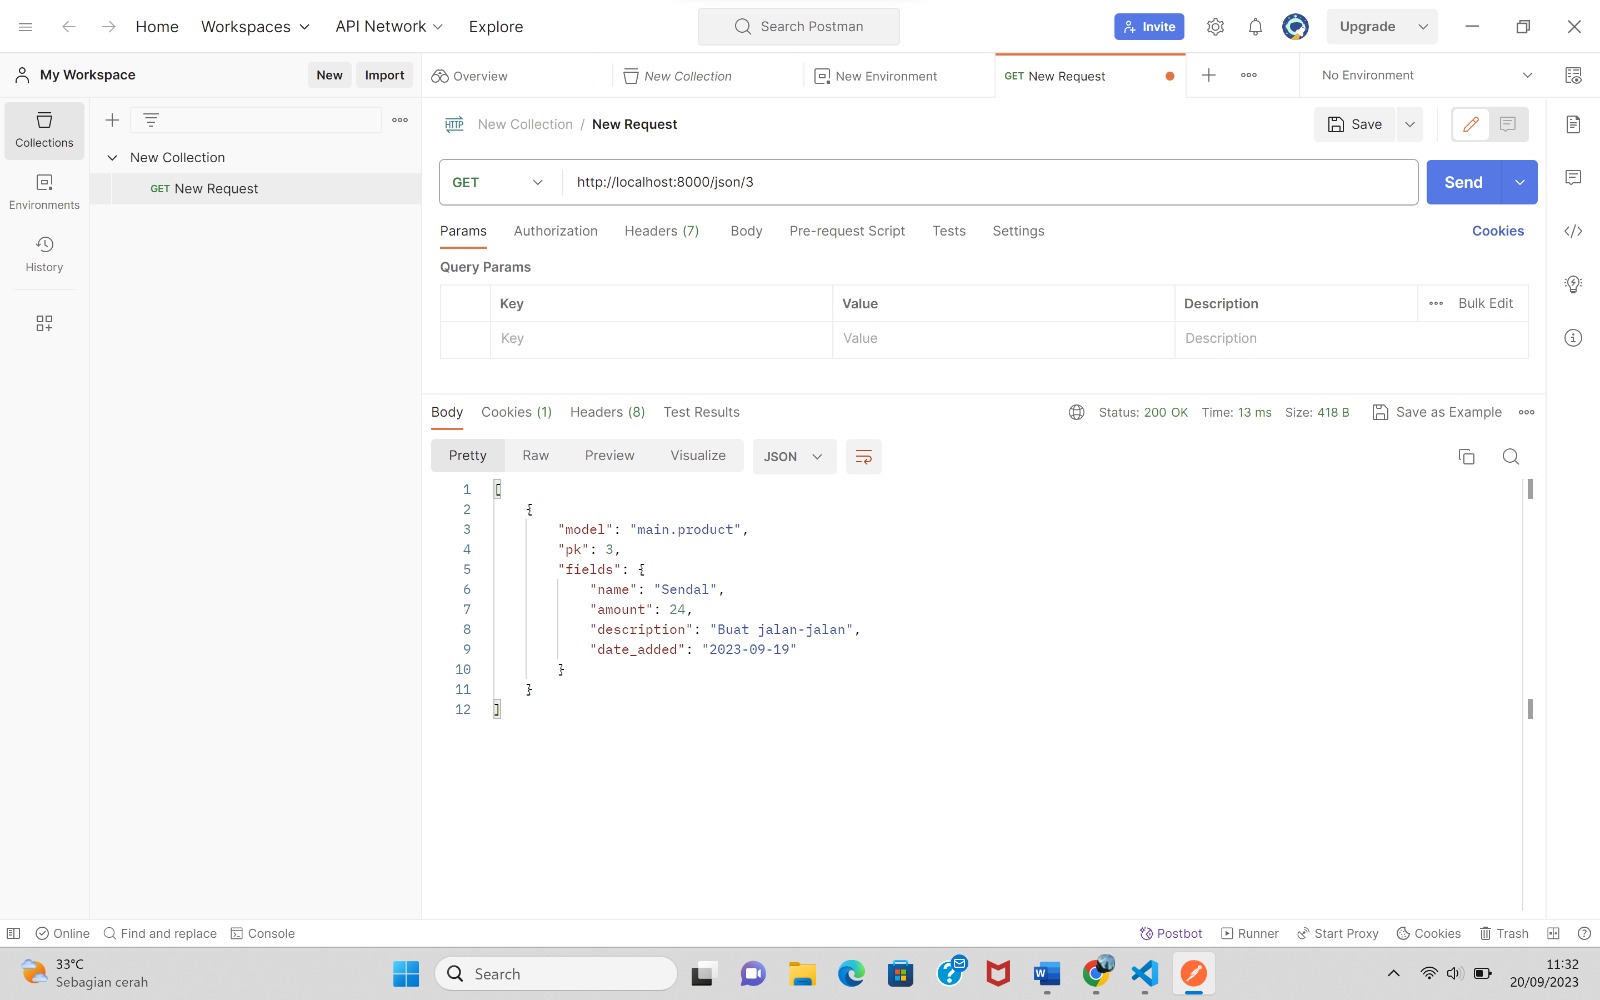 Home
Workspaces
API Network
Explore
Search Postman
Invite
Upgrade
My Workspace
New
Import
Overview
New Collection
New Environment
GET New Request
No Environment
Collections
Environments
History
New Collection
GET New Request
HTTP
New Collection / New Request
Save
GET
http://localhost:8000/json/3
Send
Params
Authorization
Headers (7)
Body
Pre-request Script
Tests
Settings
Cookies
Query Params
Key
Value
Description
Bulk Edit
Key
Value
Description
Body
Cookies (1)
Headers (8)
Test Results
Status: 200 OK
Time: 13 ms
Size: 418 B
Save as Example
Pretty
Raw
Preview
Visualize
JSON
1 [
2 {
3 "model": "main.product",
4 "pk": 3,
5 "fields": {
6 "name": "Sendal",
7 "amount": 24,
8 "description": "Buat jalan-jalan",
9 "date_added": "2023-09-19"
10 }
11 }
12 ]
Online
Find and replace
Console
Postbot
Runner
Start Proxy
Cookies
Trash
33°C
Sebagian cerah
Search
11:32
20/09/2023